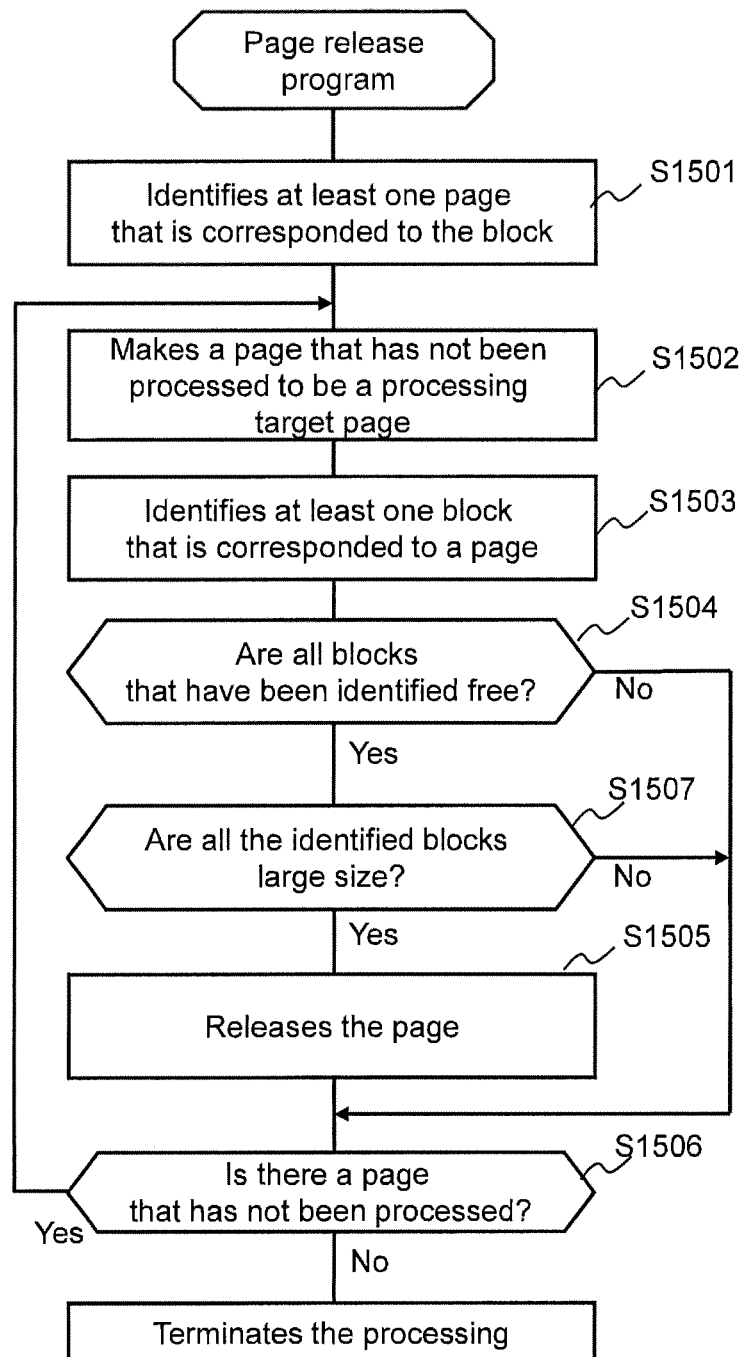 Page release
program
S1501
Identifies at least one page
that is corresponded to the block
S1502
Makes a page that has not been
processed to be a processing
target page
S1503
Identifies at least one block
that is corresponded to a page
S1504
Are all blocks
that have been identified free?
No
Yes
S1507
Are all the identified blocks
large size?
No
Yes
S1505
Releases the page
S1506
Is there a page
that has not been processed?
Yes
No
Terminates the processing